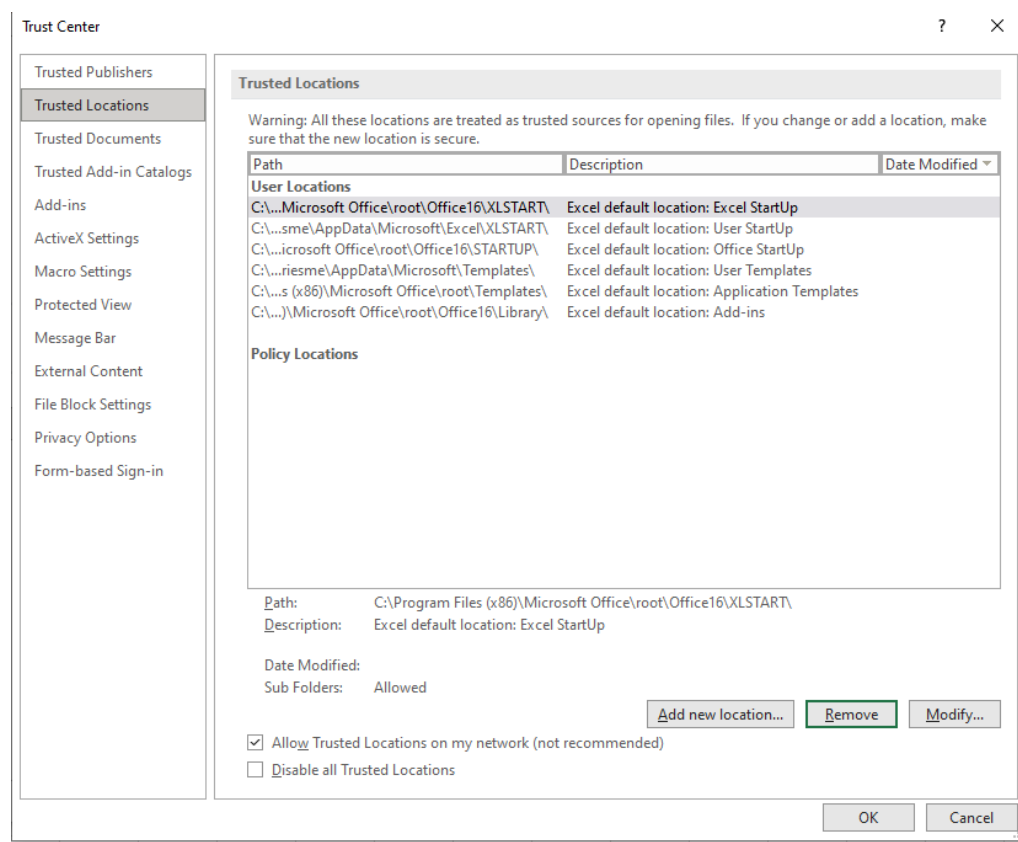 Trust Center
Trusted Publishers
Trusted Locations
Trusted Documents
Trusted Add-in Catalogs
Add-ins
ActiveX Settings
Macro Settings
Protected View
Message Bar
External Content
File Block Settings
Privacy Options
Form-based Sign-in
Trusted Locations
Warning: All these locations are treated as trusted sources for opening files. If you change or add a location, make
sure that the new location is secure.
Path Description Date Modified
User Locations
C:\...Microsoft Office\root\Office16\XLSTART\ Excel default location: Excel StartUp
C:\...sme\AppData\Microsoft\Excel\XLSTART\ Excel default location: User StartUp
C:\...icrosoft Office\root\Office16\STARTUP\ Excel default location: Office StartUp
C:\...riesme\AppData\Microsoft\Templates\ Excel default location: User Templates
C:\...s (x86)\Microsoft Office\root\Templates\ Excel default location: Application Templates
C:\...)\Microsoft Office\root\Office16\Library\ Excel default location: Add-ins
Policy Locations
Path: C:\Program Files (x86)\Microsoft Office\root\Office16\XLSTART\
Description: Excel default location: Excel StartUp
Date Modified:
Sub Folders: Allowed
Add new location... Remove Modify...
Allow Trusted Locations on my network (not recommended)
Disable all Trusted Locations
OK Cancel